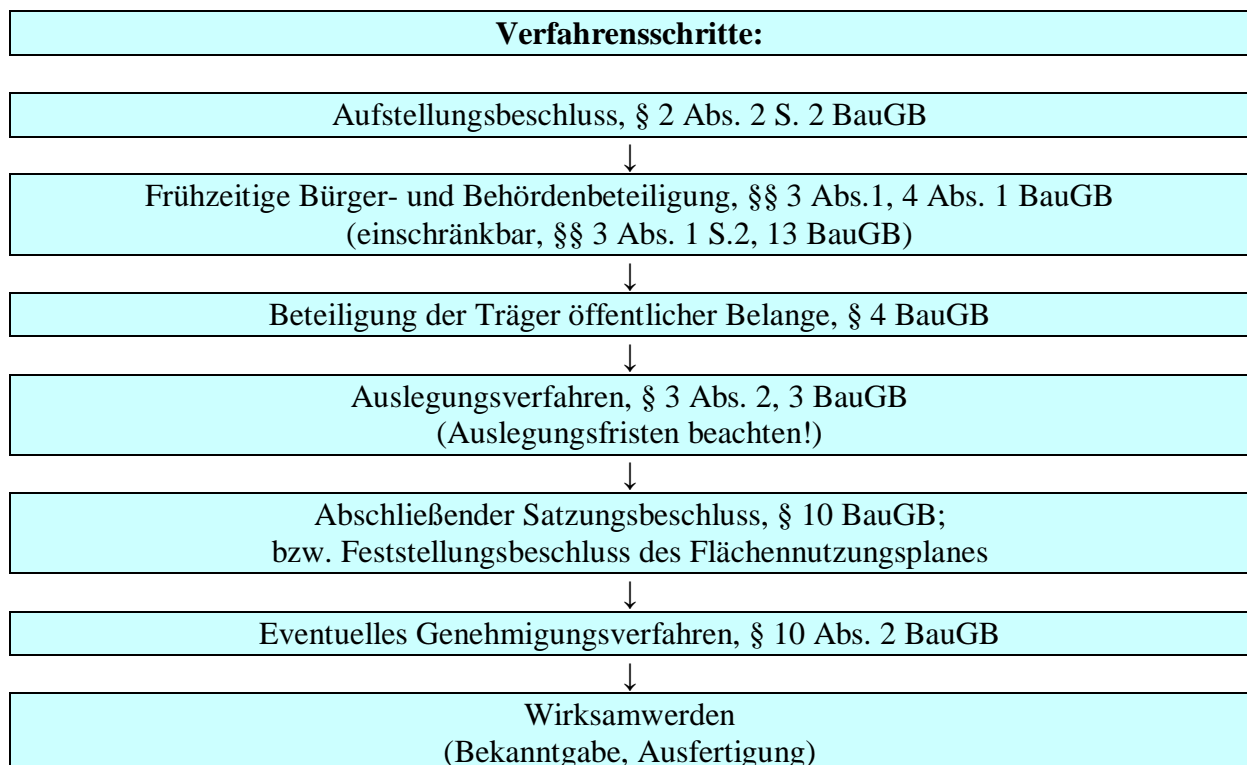 Verfahrensschritte:
Aufstellungsbeschluss, § 2 Abs. 2 S. 2 BauGB
↓
Frühzeitige Bürger- und Behördenbeteiligung, §§ 3 Abs.1, 4 Abs. 1 BauGB
(einschränkbar, §§ 3 Abs. 1 S.2, 13 BauGB)
↓
Beteiligung der Träger öffentlicher Belange, § 4 BauGB
↓
Auslegungsverfahren, § 3 Abs. 2, 3 BauGB
(Auslegungsfristen beachten!)
↓
Abschließender Satzungsbeschluss, § 10 BauGB;
bzw. Feststellungsbeschluss des Flächennutzungsplanes
↓
Eventuelles Genehmigungsverfahren, § 10 Abs. 2 BauGB
↓
Wirksamwerden
(Bekanntgabe, Ausfertigung)